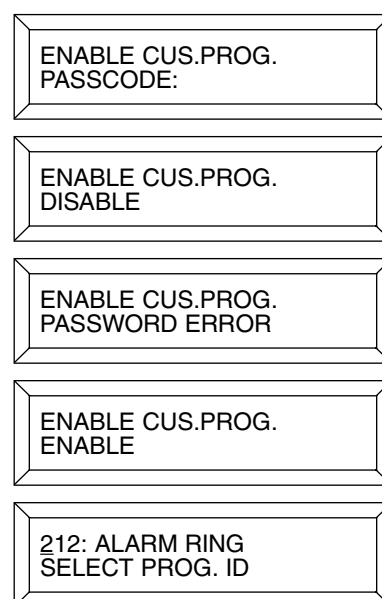 ENABLE CUS.PROG.
PASSCODE:
ENABLE CUS.PROG.
DISABLE
ENABLE CUS.PROG.
PASSWORD ERROR
ENABLE CUS.PROG.
ENABLE
212: ALARM RING
SELECT PROG. ID